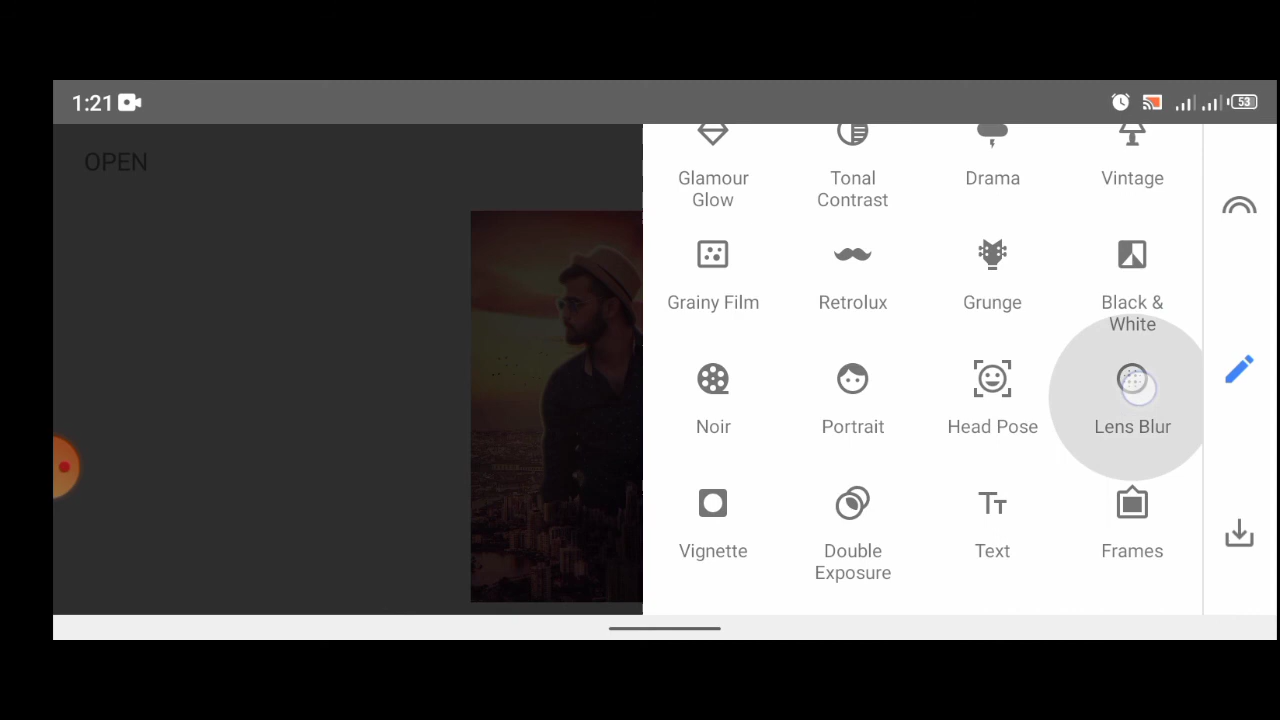 1:21
53
OPEN
Glamour
Glow
Tonal
Contrast
Drama
Vintage
Grainy Film
Retrolux
Grunge
Black &
White
Noir
Portrait
Head Pose
Lens Blur
Vignette
Double
Exposure
Text
Frames